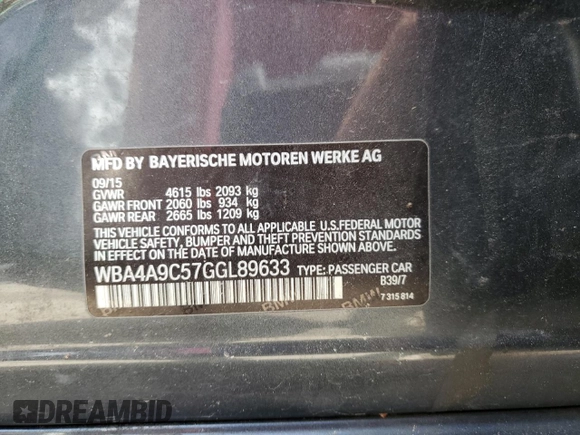 MFD BY BAYERISCHE MOTOREN WERKE AG
09/15
GVWR 4615 lbs 2093 kg
GAWR FRONT 2060 lbs 934 kg
GAWR REAR 2665 lbs 1209 kg
THIS VEHICLE CONFORMS TO ALL APPLICABLE U.S.FEDERAL MOTOR
VEHICLE SAFETY, BUMPER AND THEFT PREVENTION STANDARDS
IN EFFECT ON THE DATE OF MANUFACTURE SHOWN ABOVE.
WBA4A9C57GGL89633 TYPE: PASSENGER CAR
B39/7
7 315 814
DREAMBID